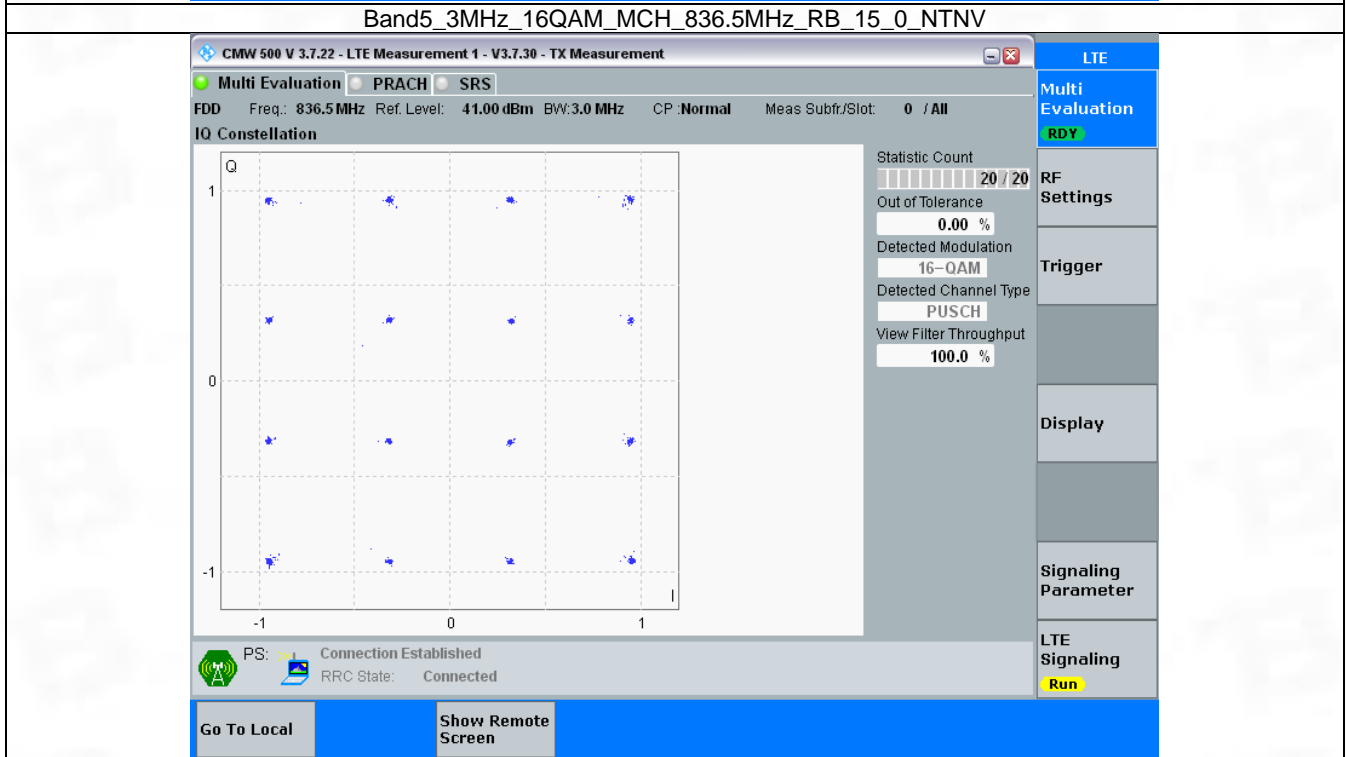 Band5_3MHz_16QAM_MCH_836.5MHz_RB_15_0_NTNV
CMW 500 V 3.7.22 - LTE Measurement 1 - V3.7.30 - TX Measurement
LTE
Multi Evaluation PRACH SRS
FDD Freq.: 836.5 MHz Ref. Level: 41.00 dBm BW: 3.0 MHz CP : Normal Meas Subfr./Slot: 0 / All
IQ Constellation
Q
1
0
-1
I
-1 0 1
Statistic Count
20 / 20
Out of Tolerance
0.00 %
Detected Modulation
16-QAM
Detected Channel Type
PUSCH
View Filter Throughput
100.0 %
Multi
Evaluation
RDY
RF
Settings
Trigger
Display
Signaling
Parameter
LTE
Signaling
Run
PS: Connection Established
RRC State: Connected
Go To Local
Show Remote
Screen